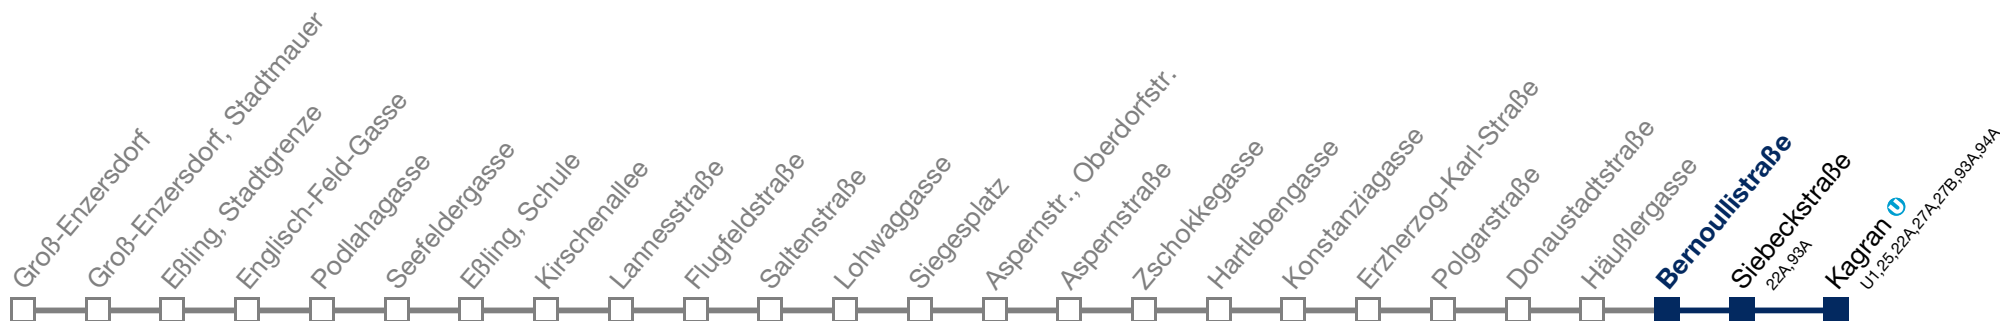 Groß-Enzersdorf
Groß-Enzersdorf, Stadtmauer
Eßling, Stadtgrenze
Englisch-Feld-Gasse
Podlahagasse
Seefeldergasse
Eßling, Schule
Kirschenallee
Lannesstraße
Flugfeldstraße
Saltenstraße
Lohwaggasse
Siegesplatz
Aspernstr., Oberdorfstr.
Aspernstraße
Zschokkegasse
Hartlebengasse
Konstanziagasse
Erzherzog-Karl-Straße
Polgarstraße
Donaustadtstraße
Häußlergasse
Bernoullistraße
Siebeckstraße
22A,93A
Kagran U
U1,25,22A,27A,27B,93A,94A